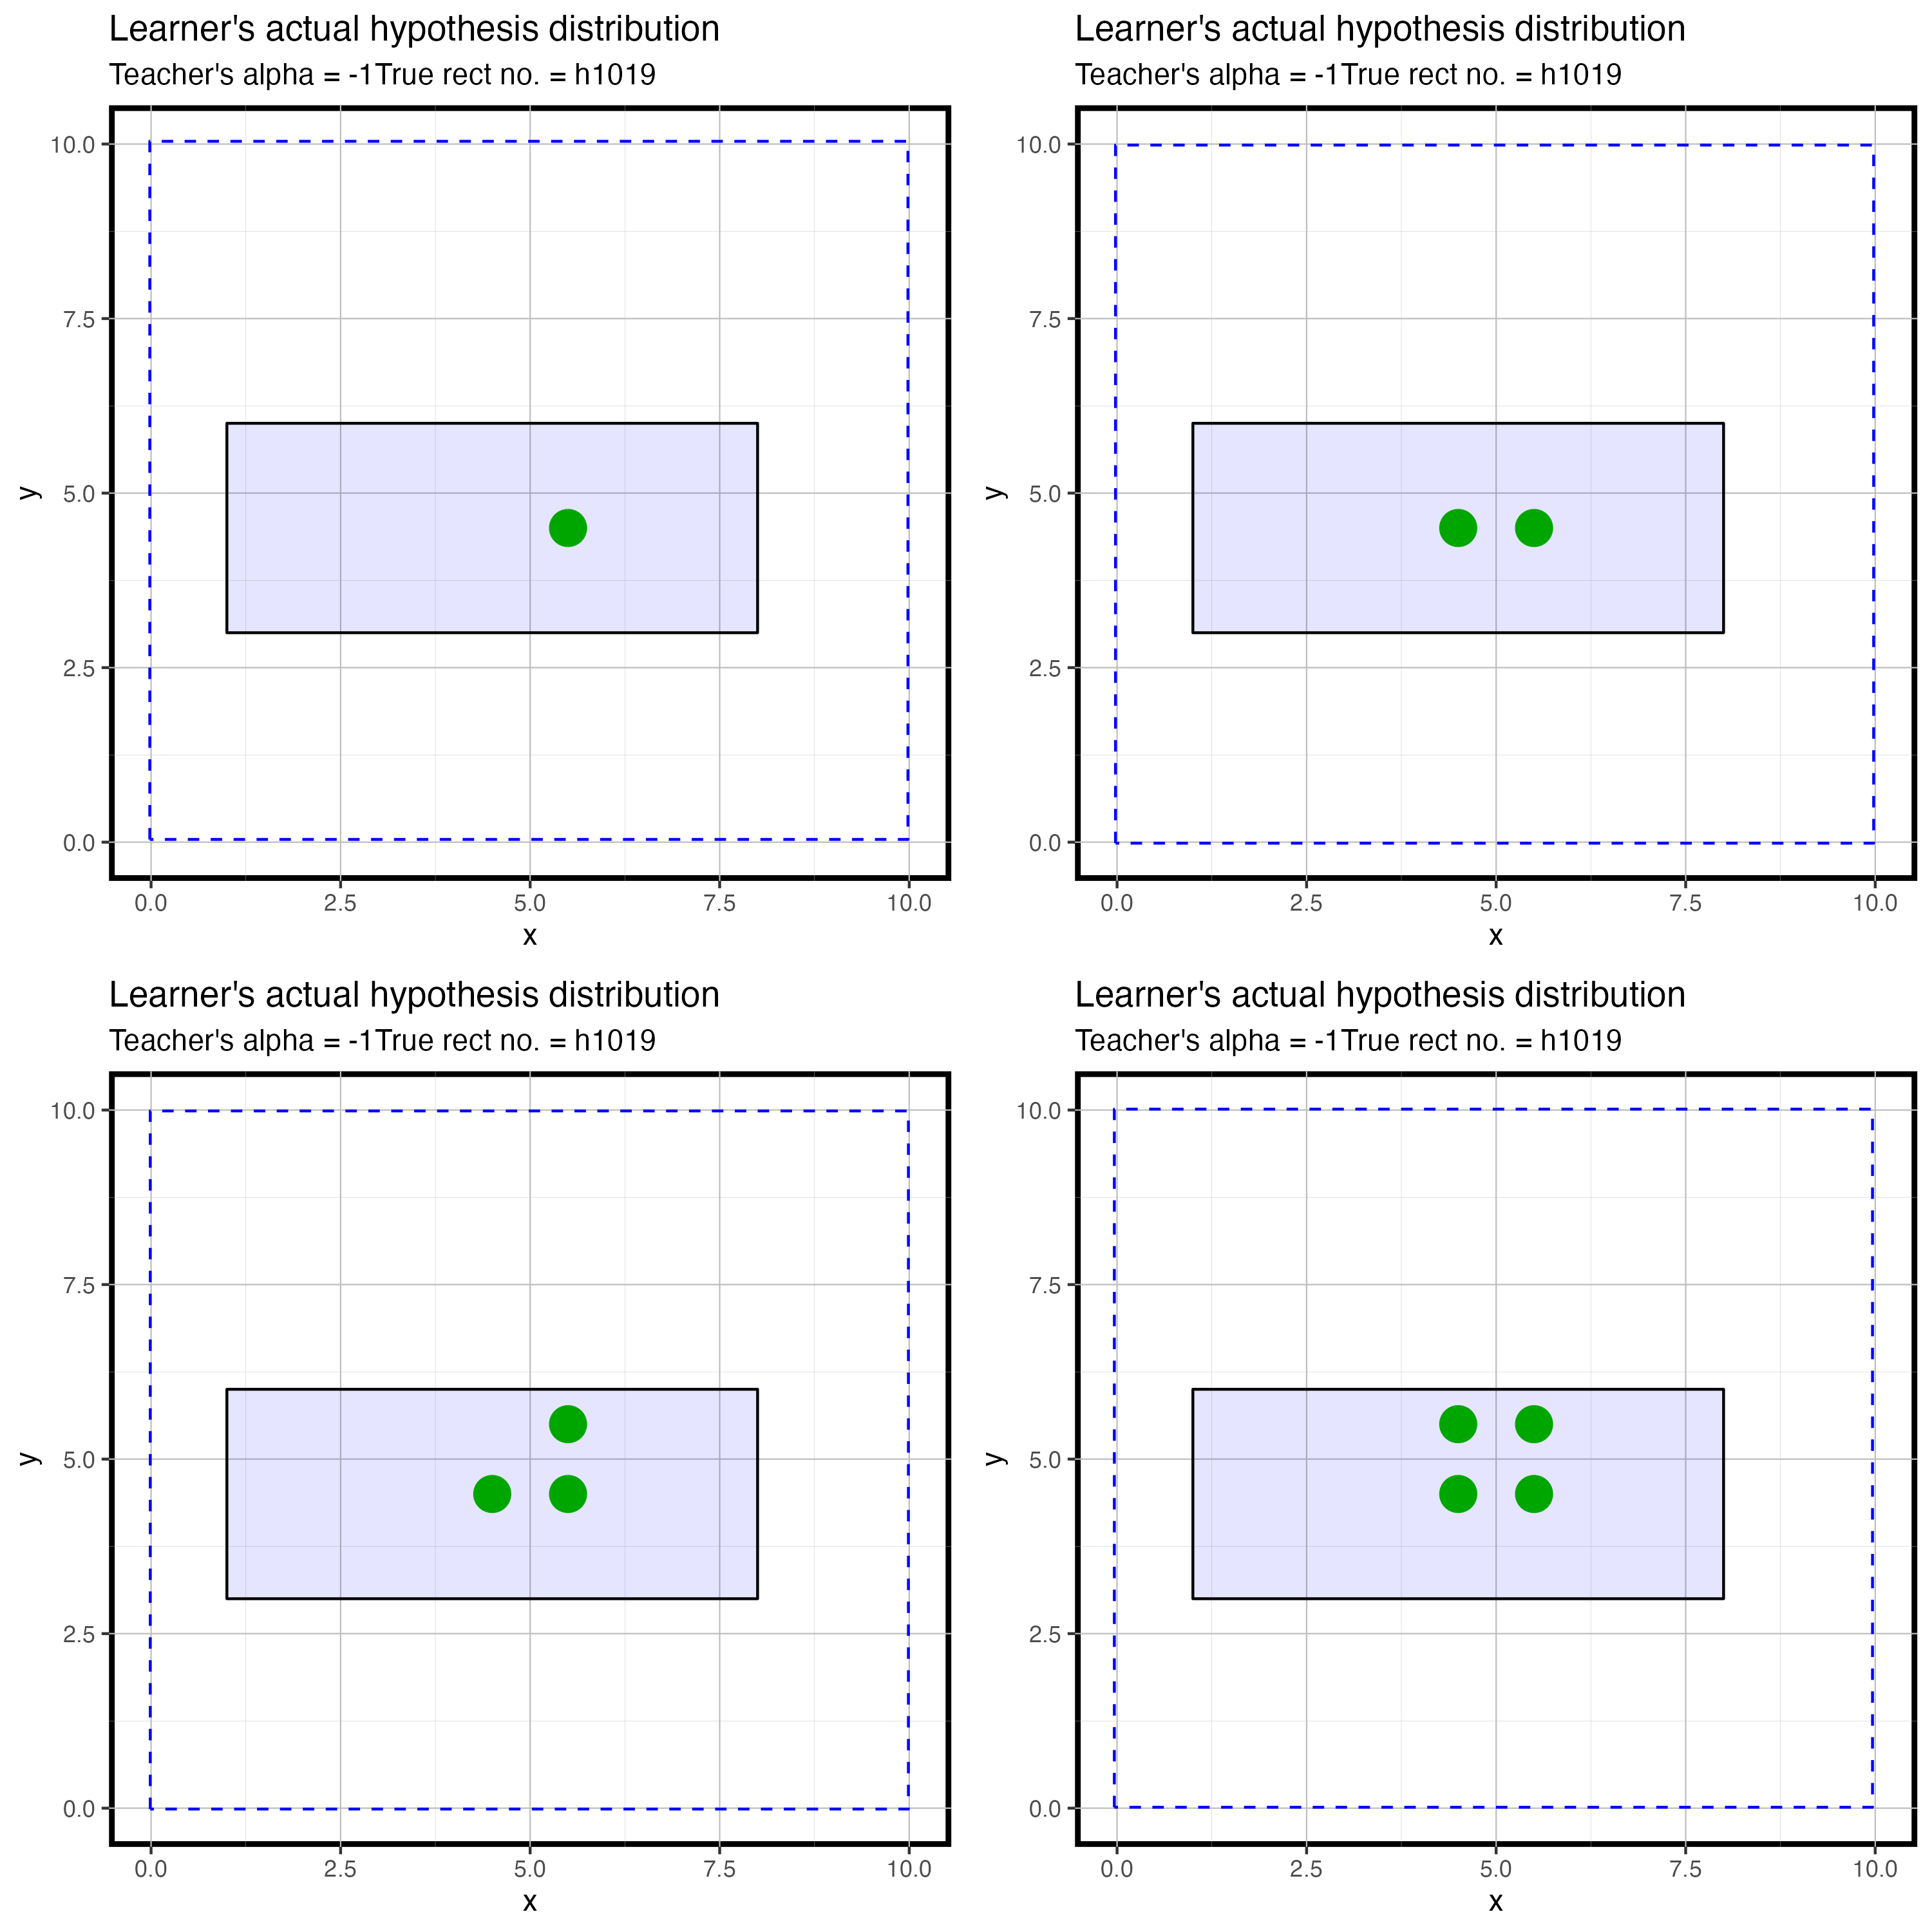 Learner's actual hypothesis distribution
Teacher's alpha = -1True rect no. = h1019
10.0
7.5
5.0
2.5
0.0
y
0.0 2.5 5.0 7.5 10.0
x
Learner's actual hypothesis distribution
Teacher's alpha = -1True rect no. = h1019
10.0
7.5
5.0
2.5
0.0
y
0.0 2.5 5.0 7.5 10.0
x
Learner's actual hypothesis distribution
Teacher's alpha = -1True rect no. = h1019
10.0
7.5
5.0
2.5
0.0
y
0.0 2.5 5.0 7.5 10.0
x
Learner's actual hypothesis distribution
Teacher's alpha = -1True rect no. = h1019
10.0
7.5
5.0
2.5
0.0
y
0.0 2.5 5.0 7.5 10.0
x